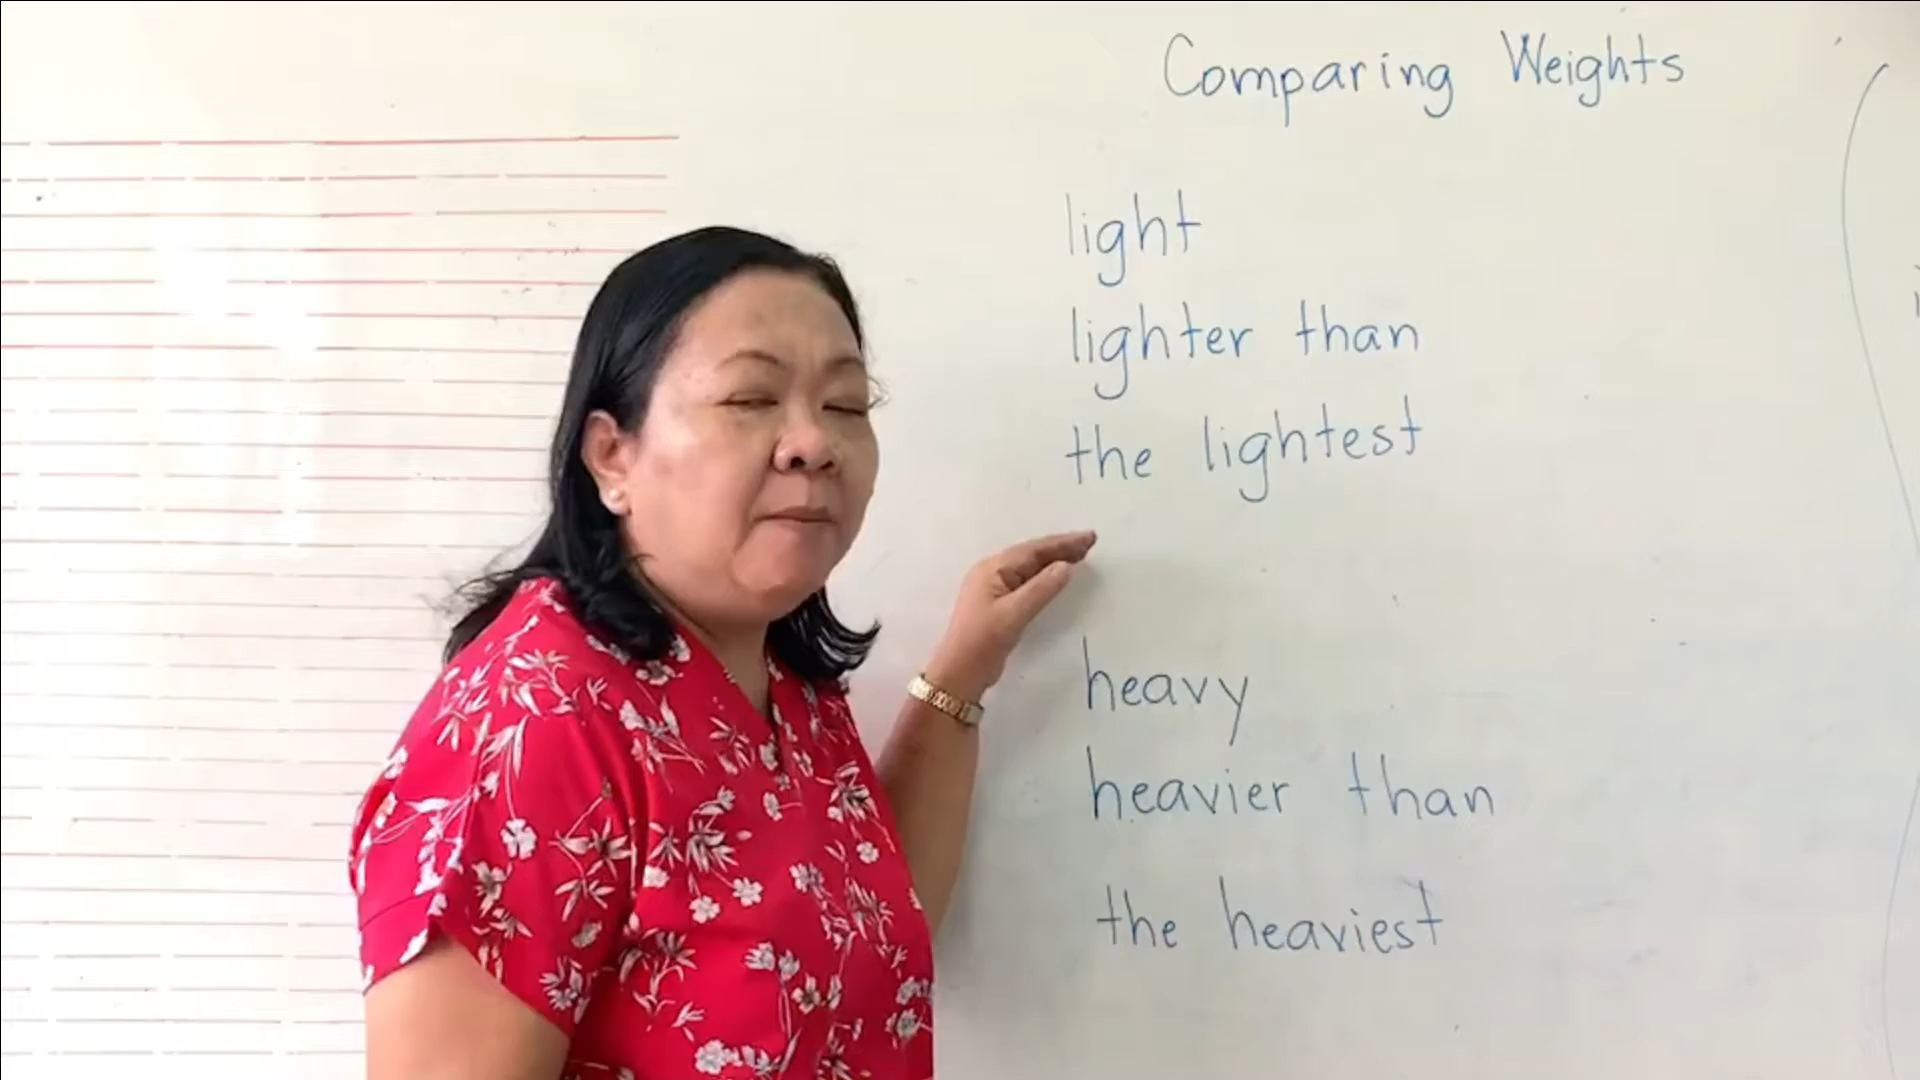 Comparing Weights
light
lighter than
the lightest
heavy
heavier than
the heaviest